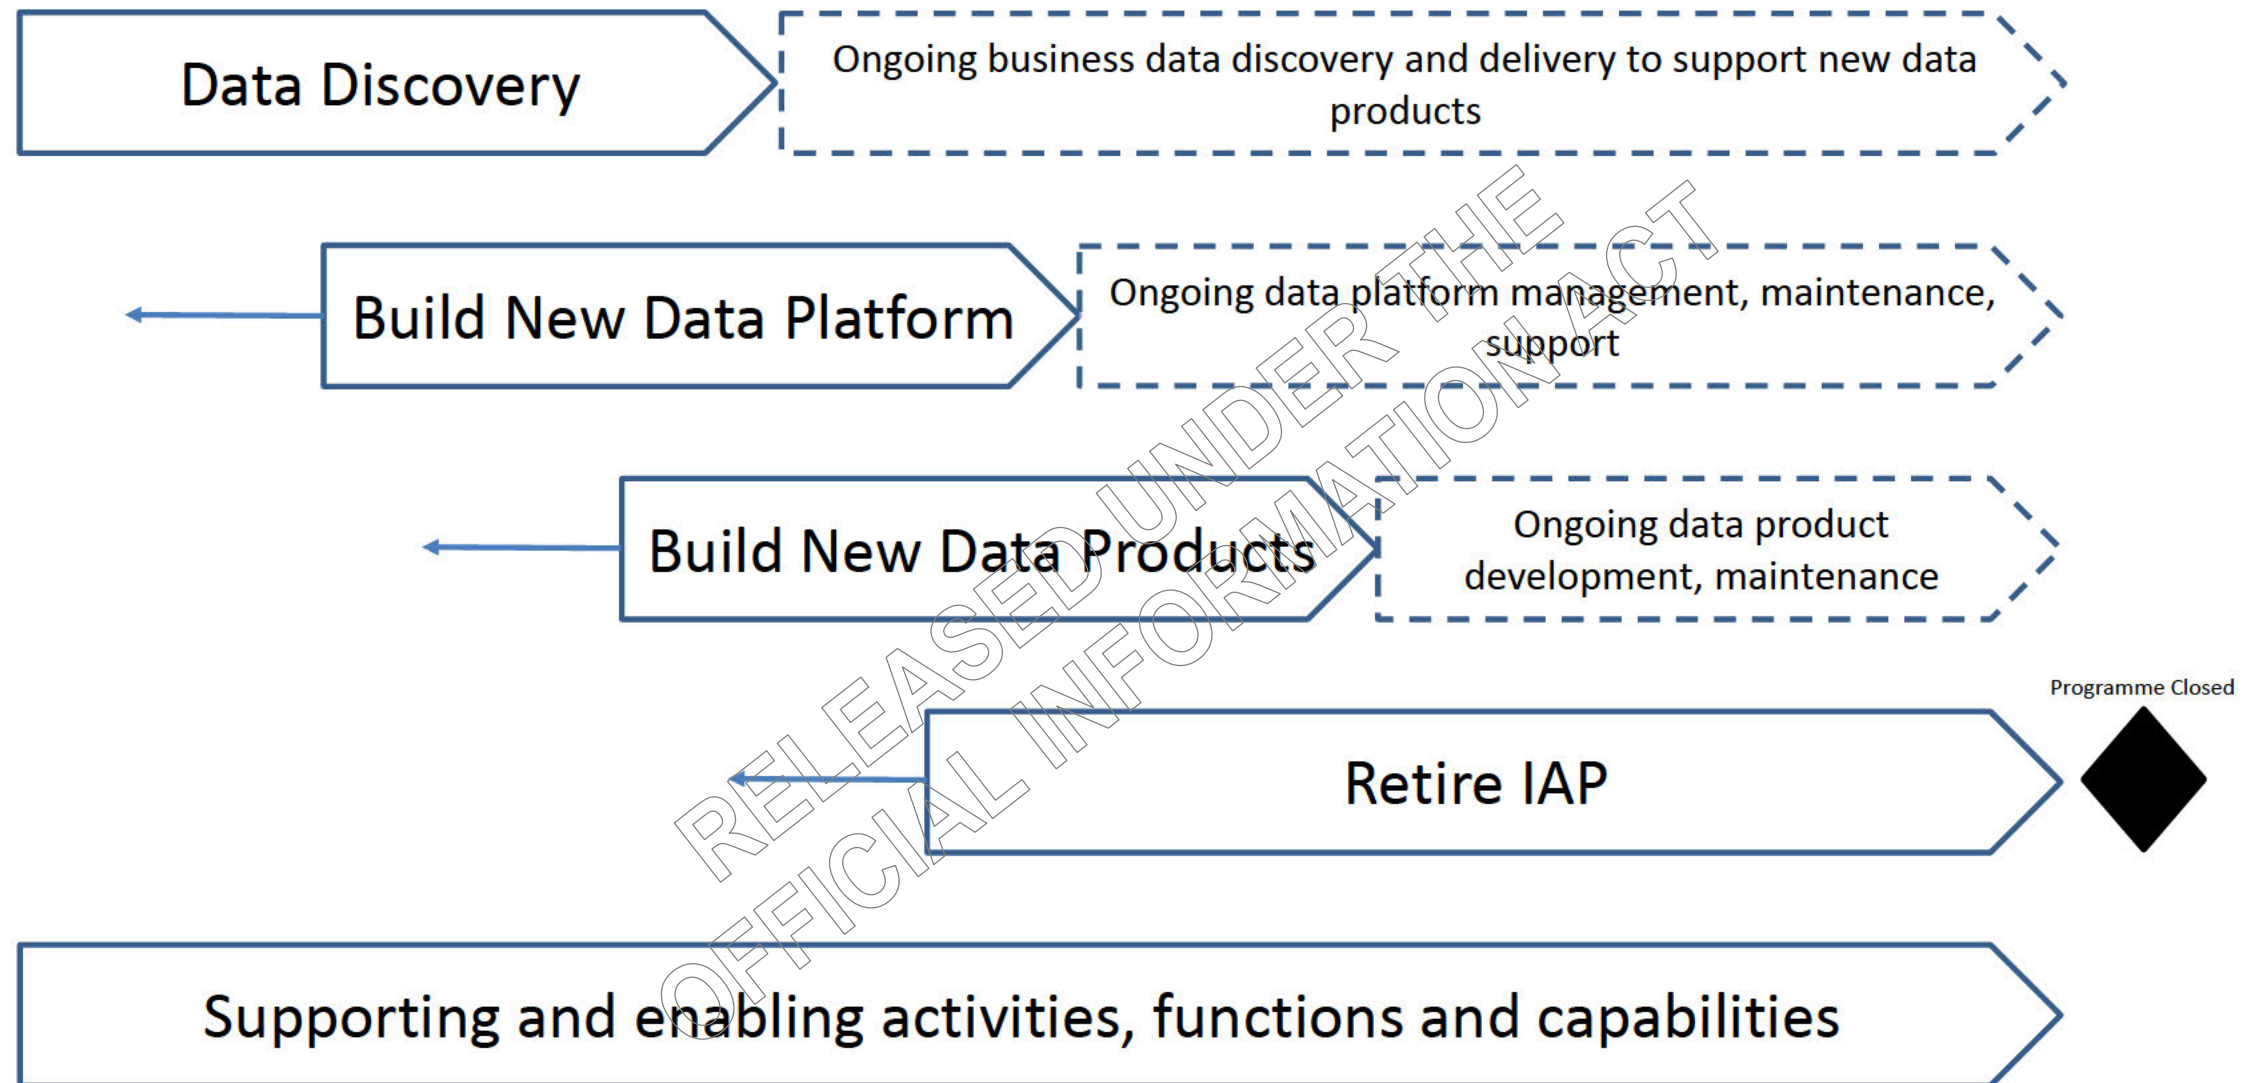 Data Discovery
Ongoing business data discovery and delivery to support new data
products
Build New Data Platform
Ongoing data platform management, maintenance,
support
Build New Data Products
Ongoing data product
development, maintenance
Programme Closed
Retire IAP
Supporting and enabling activities, functions and capabilities
RELEASED UNDER THE
OFFICIAL INFORMATION ACT